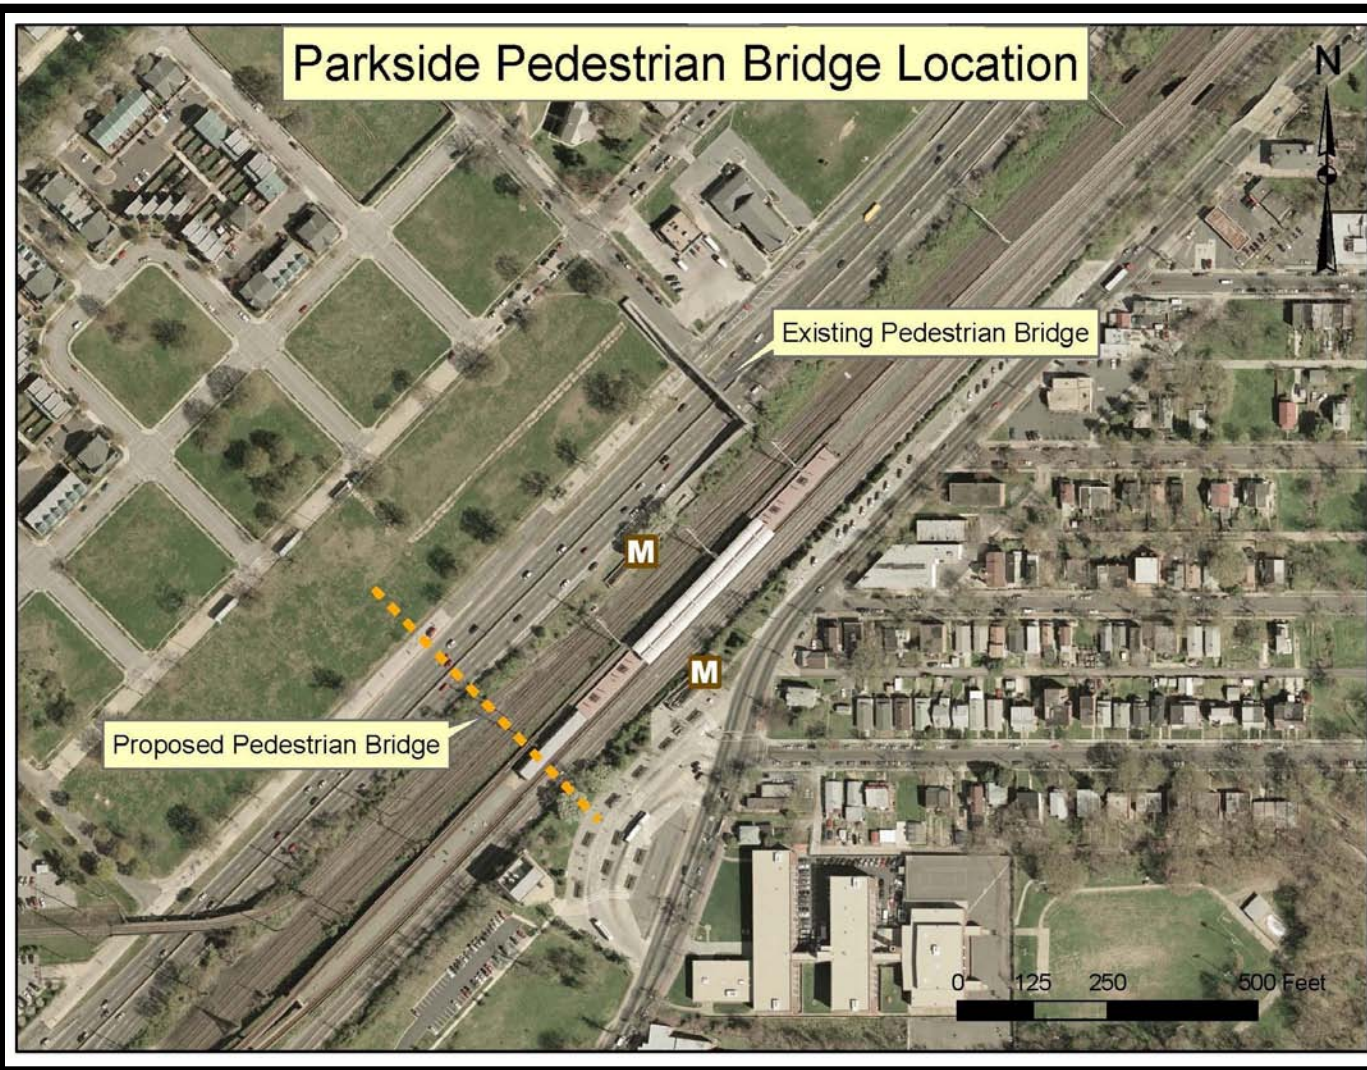 Parkside Pedestrian Bridge Location
N
Existing Pedestrian Bridge
M
M
Proposed Pedestrian Bridge
0 125 250 500 Feet